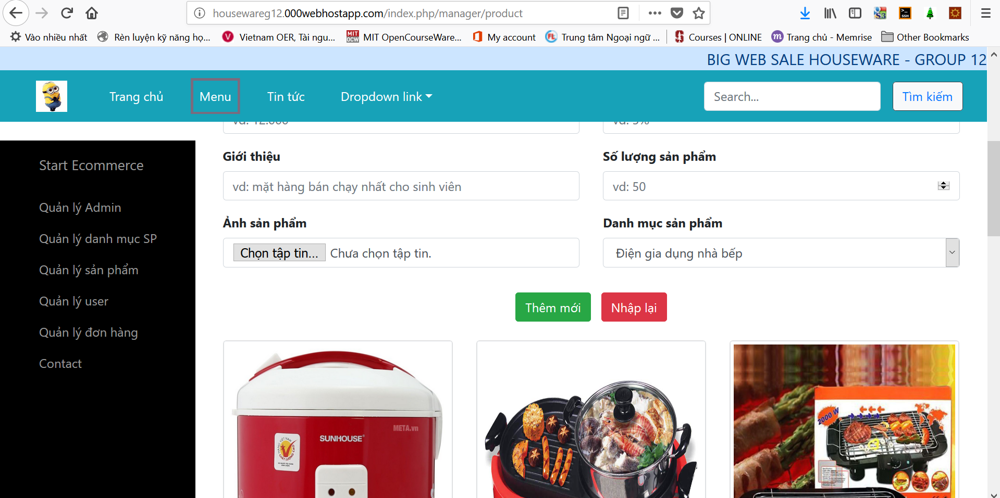 housewareg12.000webhostapp.com/index.php/manager/product
Vào nhiều nhất
Rèn luyện kỹ năng họ...
Vietnam OER, Tài ngu...
MIT OpenCourseWare...
My account
Trung tâm Ngoại ngữ ...
Courses | ONLINE
Trang chủ - Memrise
Other Bookmarks
BIG WEB SALE HOUSEWARE - GROUP 12
Trang chủ
Menu
Tin tức
Dropdown link
Search...
Tìm kiếm
vd: 12.000
vd: 5%
Start Ecommerce
Quản lý Admin
Quản lý danh mục SP
Quản lý sản phẩm
Quản lý user
Quản lý đơn hàng
Contact
Giới thiệu
Số lượng sản phẩm
vd: mặt hàng bán chạy nhất cho sinh viên
vd: 50
Ảnh sản phẩm
Danh mục sản phẩm
Chọn tập tin... Chưa chọn tập tin.
Điện gia dụng nhà bếp
Thêm mới
Nhập lại
META.vn
SUNHOUSE
2000 W